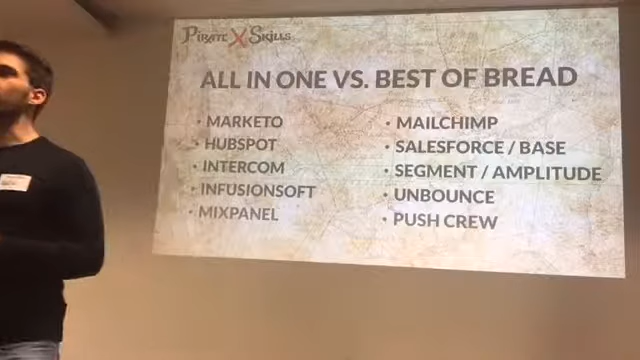 PIRATE X SKILLS
ALL IN ONE VS. BEST OF BREAD
• MARKETO
• HUBSPOT
• INTERCOM
• INFUSIONSOFT
• MIXPANEL
• MAILCHIMP
• SALESFORCE / BASE
• SEGMENT / AMPLITUDE
• UNBOUNCE
• PUSH CREW